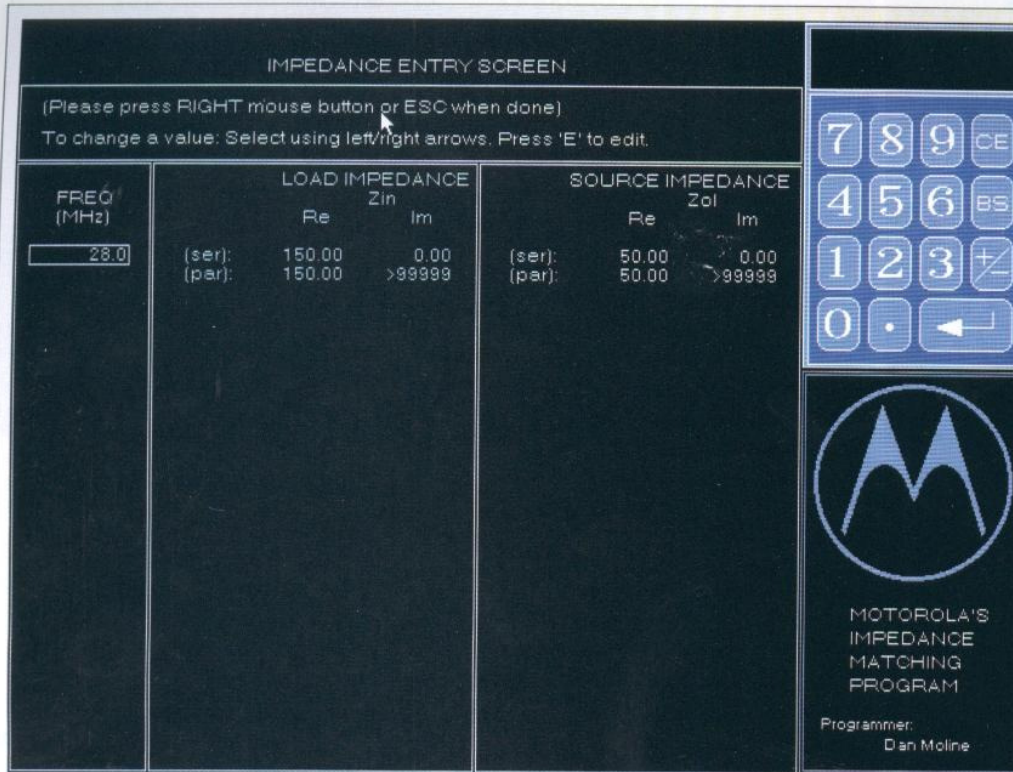 IMPEDANCE ENTRY SCREEN
(Please press RIGHT mouse button or ESC when done)
To change a value: Select using left/right arrows. Press 'E' to edit.
FREQ
(MHz)
28.0
LOAD IMPEDANCE
Zin
Re Im
(ser): 150.00 0.00
(par): 150.00 >99999
SOURCE IMPEDANCE
Zol
Re Im
(ser): 50.00 0.00
(par): 50.00 >99999
7 8 9 CE
4 5 6 BS
1 2 3 +/-
0 .
MOTOROLA'S
IMPEDANCE
MATCHING
PROGRAM
Programmer:
Dan Moline